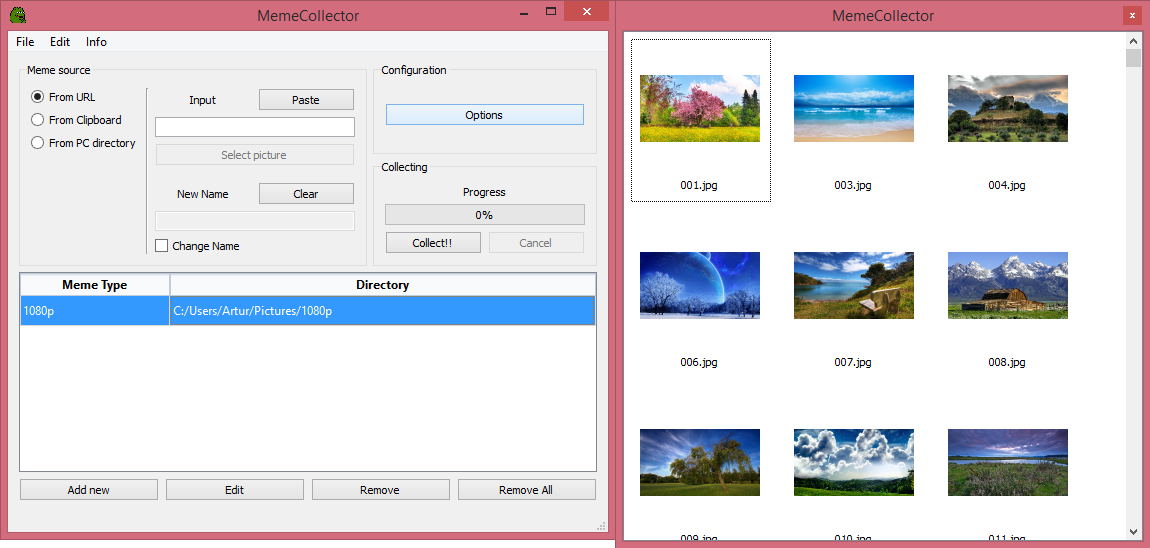 MemeCollector
File Edit Info
Meme source
From URL
From Clipboard
From PC directory
Input
Paste
Select picture
New Name
Clear
Change Name
Configuration
Options
Collecting
Progress
0%
Collect!!
Cancel
Meme Type
Directory
1080p
C:/Users/Artur/Pictures/1080p
Add new
Edit
Remove
Remove All
MemeCollector
001.jpg
003.jpg
004.jpg
006.jpg
007.jpg
008.jpg
009.jpg
010.jpg
011.jpg